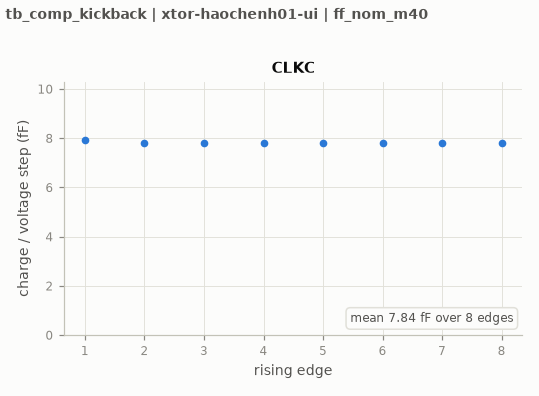 tb_comp_kickback | xtor-haochenh01-ui | ff_nom_m40
CLKC
charge / voltage step (fF)
10
8
6
4
2
0
mean 7.84 fF over 8 edges
1 2 3 4 5 6 7 8
rising edge